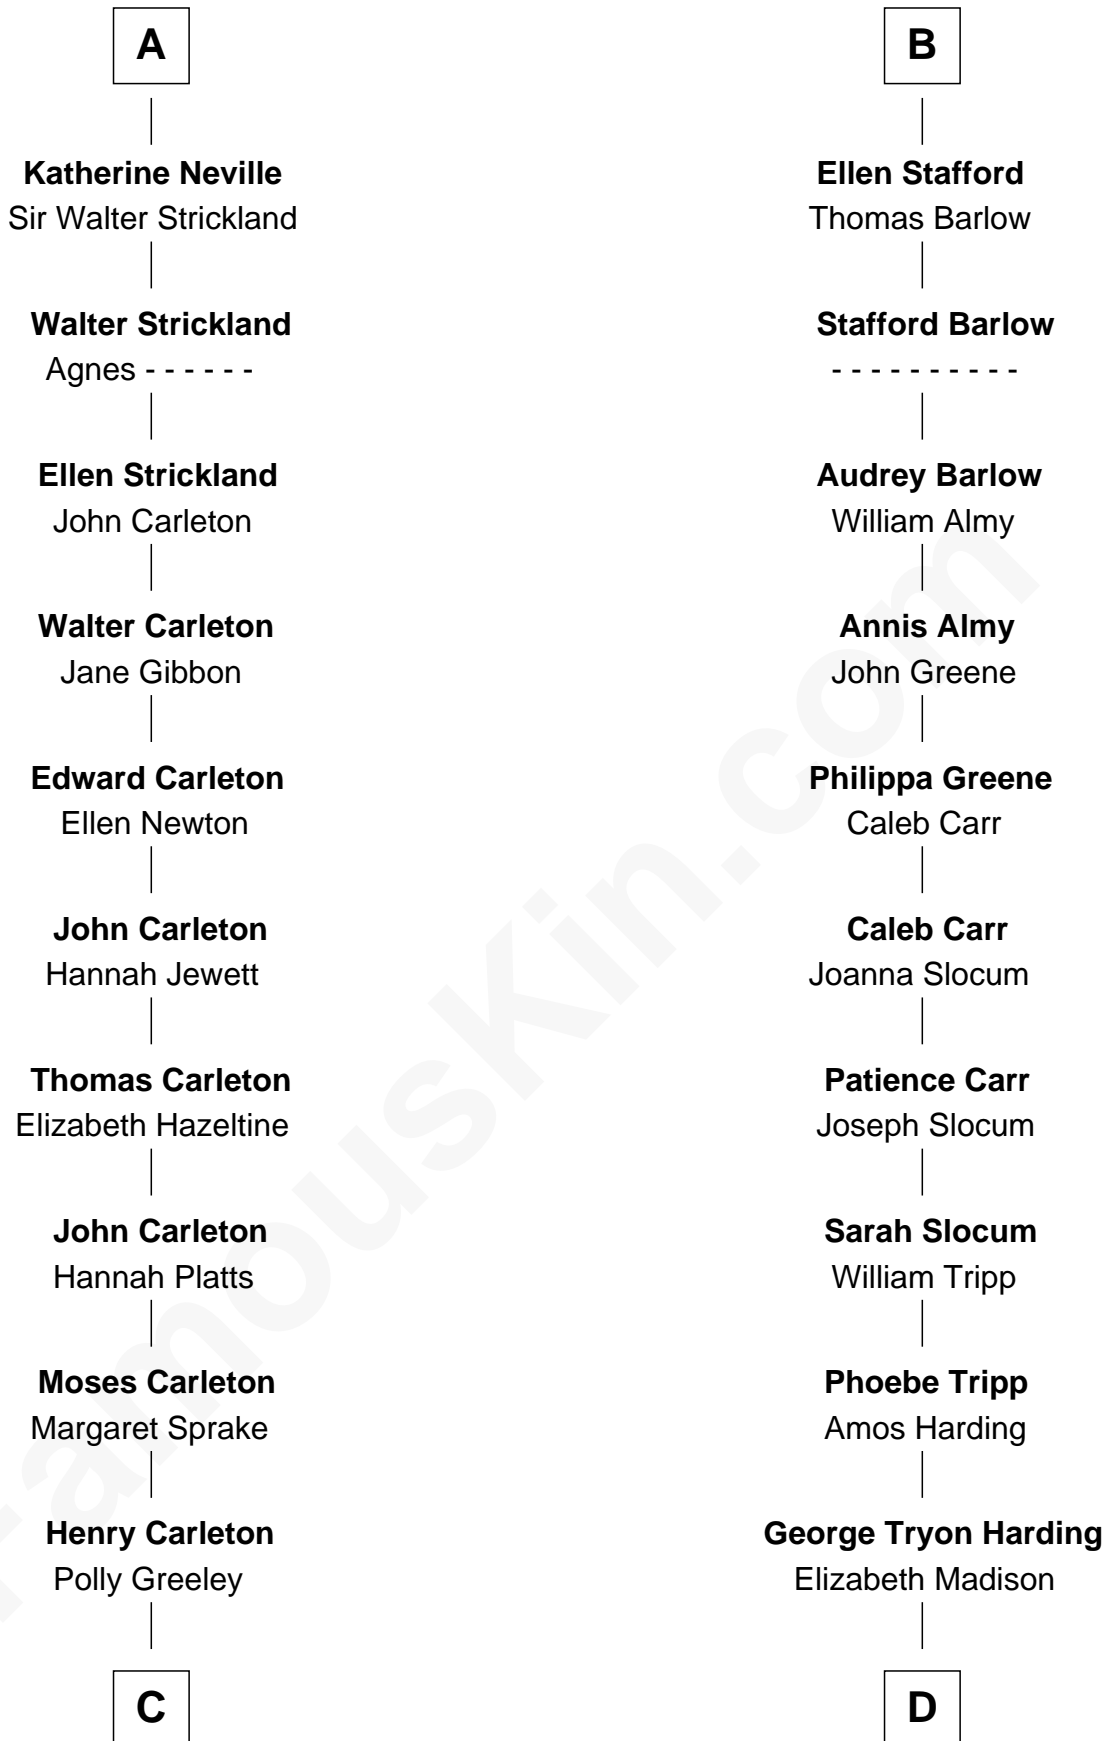 A
Katherine Neville
Sir Walter Strickland
Walter Strickland
Agnes - - - - - -
Ellen Strickland
John Carleton
Walter Carleton
Jane Gibbon
Edward Carleton
Ellen Newton
John Carleton
Hannah Jewett
Thomas Carleton
Elizabeth Hazeltine
John Carleton
Hannah Platts
Moses Carleton
Margaret Sprake
Henry Carleton
Polly Greeley
C
B
Ellen Stafford
Thomas Barlow
Stafford Barlow
- - - - - - - - - -
Audrey Barlow
William Almy
Annis Almy
John Greene
Philippa Greene
Caleb Carr
Caleb Carr
Joanna Slocum
Patience Carr
Joseph Slocum
Sarah Slocum
William Tripp
Phoebe Tripp
Amos Harding
George Tryon Harding
Elizabeth Madison
D
FamousKin.com